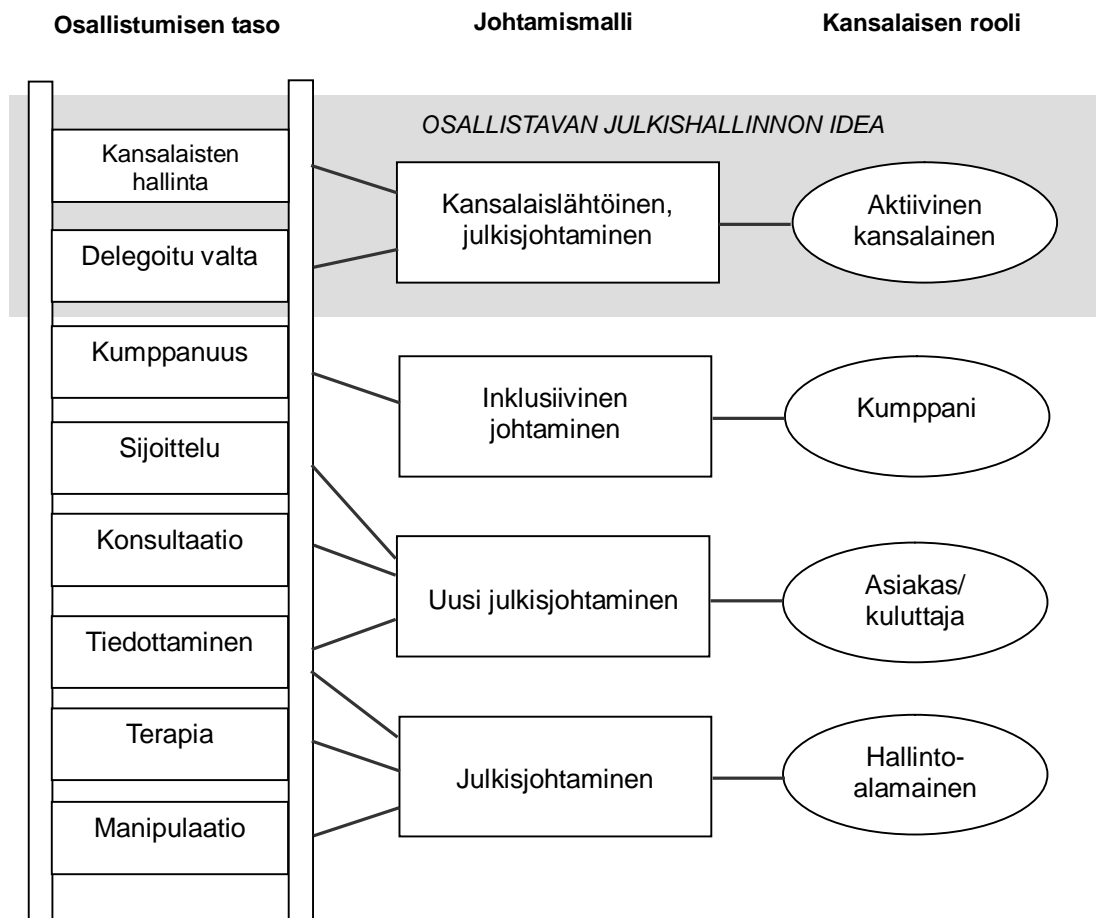 Osallistumisen taso
Johtamismalli
Kansalaisen rooli
OSALLISTAVAN JULKISHALLINNON IDEA
Kansalaisten
hallinta
Delegoitu valta
Kansalaislähtöinen,
julkisjohtaminen
Aktiivinen
kansalainen
Kumppanuus
Sijoittelu
Inklusiivinen
johtaminen
Kumppani
Konsultaatio
Tiedottaminen
Uusi julkisjohtaminen
Asiakas/
kuluttaja
Terapia
Manipulaatio
Julkisjohtaminen
Hallinto-
alamainen